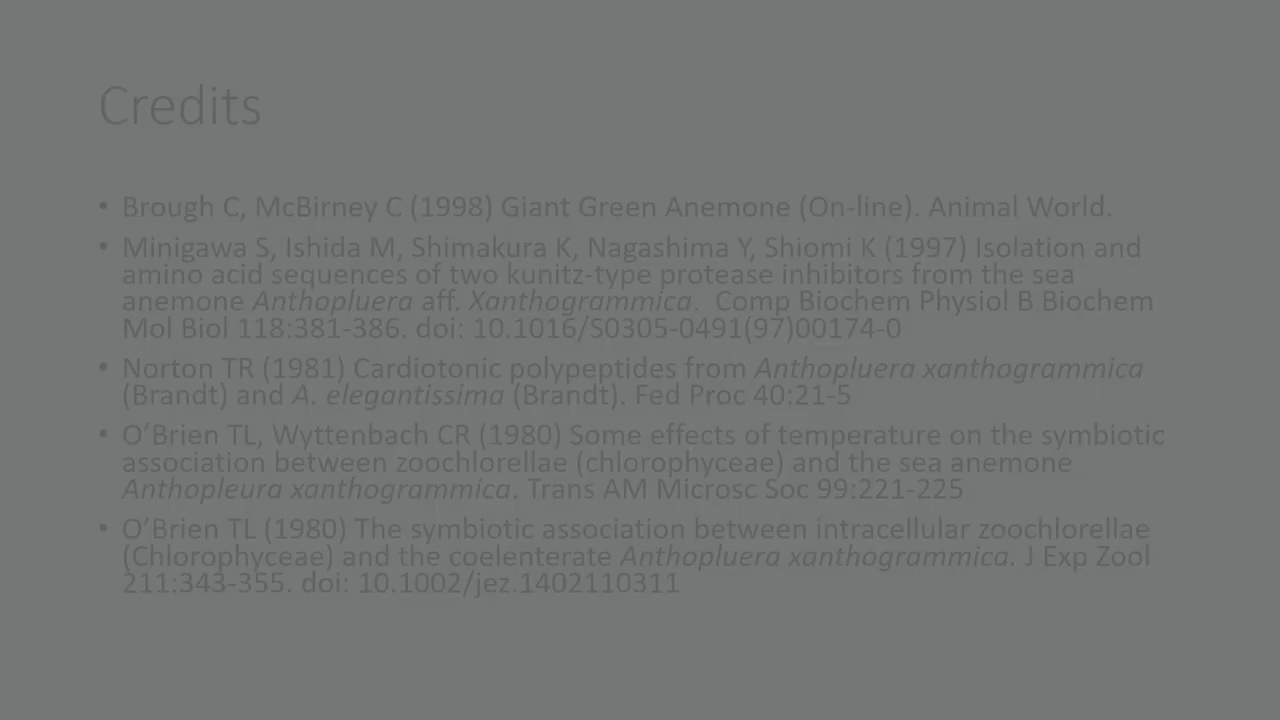 Credits
• Brough C, McBirney C (1998) Giant Green Anemone (On-line). Animal World.
• Minigawa S, Ishida M, Shimakura K, Nagashima Y, Shiomi K (1997) Isolation and
amino acid sequences of two kunitz-type protease inhibitors from the sea
anemone Anthopluera aff. Xanthogrammica. Comp Biochem Physiol B Biochem
Mol Biol 118:381-386. doi: 10.1016/S0305-0491(97)00174-0
• Norton TR (1981) Cardiotonic polypeptides from Anthopluera xanthogrammica
(Brandt) and A. elegantissima (Brandt). Fed Proc 40:21-5
• O’Brien TL, Wyttenbach CR (1980) Some effects of temperature on the symbiotic
association between zoochlorellae (chlorophyceae) and the sea anemone
Anthopleura xanthogrammica. Trans AM Microsc Soc 99:221-225
• O’Brien TL (1980) The symbiotic association between intracellular zoochlorellae
(Chlorophyceae) and the coelenterate Anthopluera xanthogrammica. J Exp Zool
211:343-355. doi: 10.1002/jez.1402110311